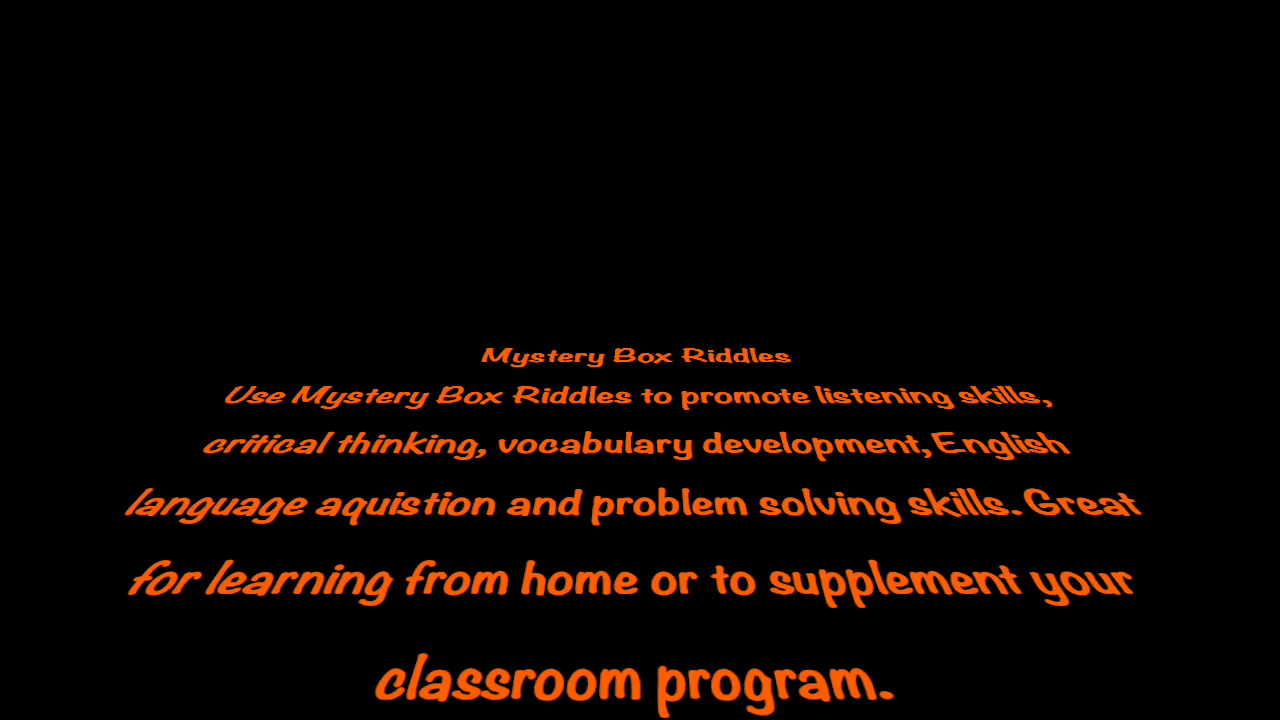 Mystery Box Riddles
Use Mystery Box Riddles to promote listening skills,
critical thinking, vocabulary development, English
language aquistion and problem solving skills. Great
for learning from home or to supplement your
classroom program.